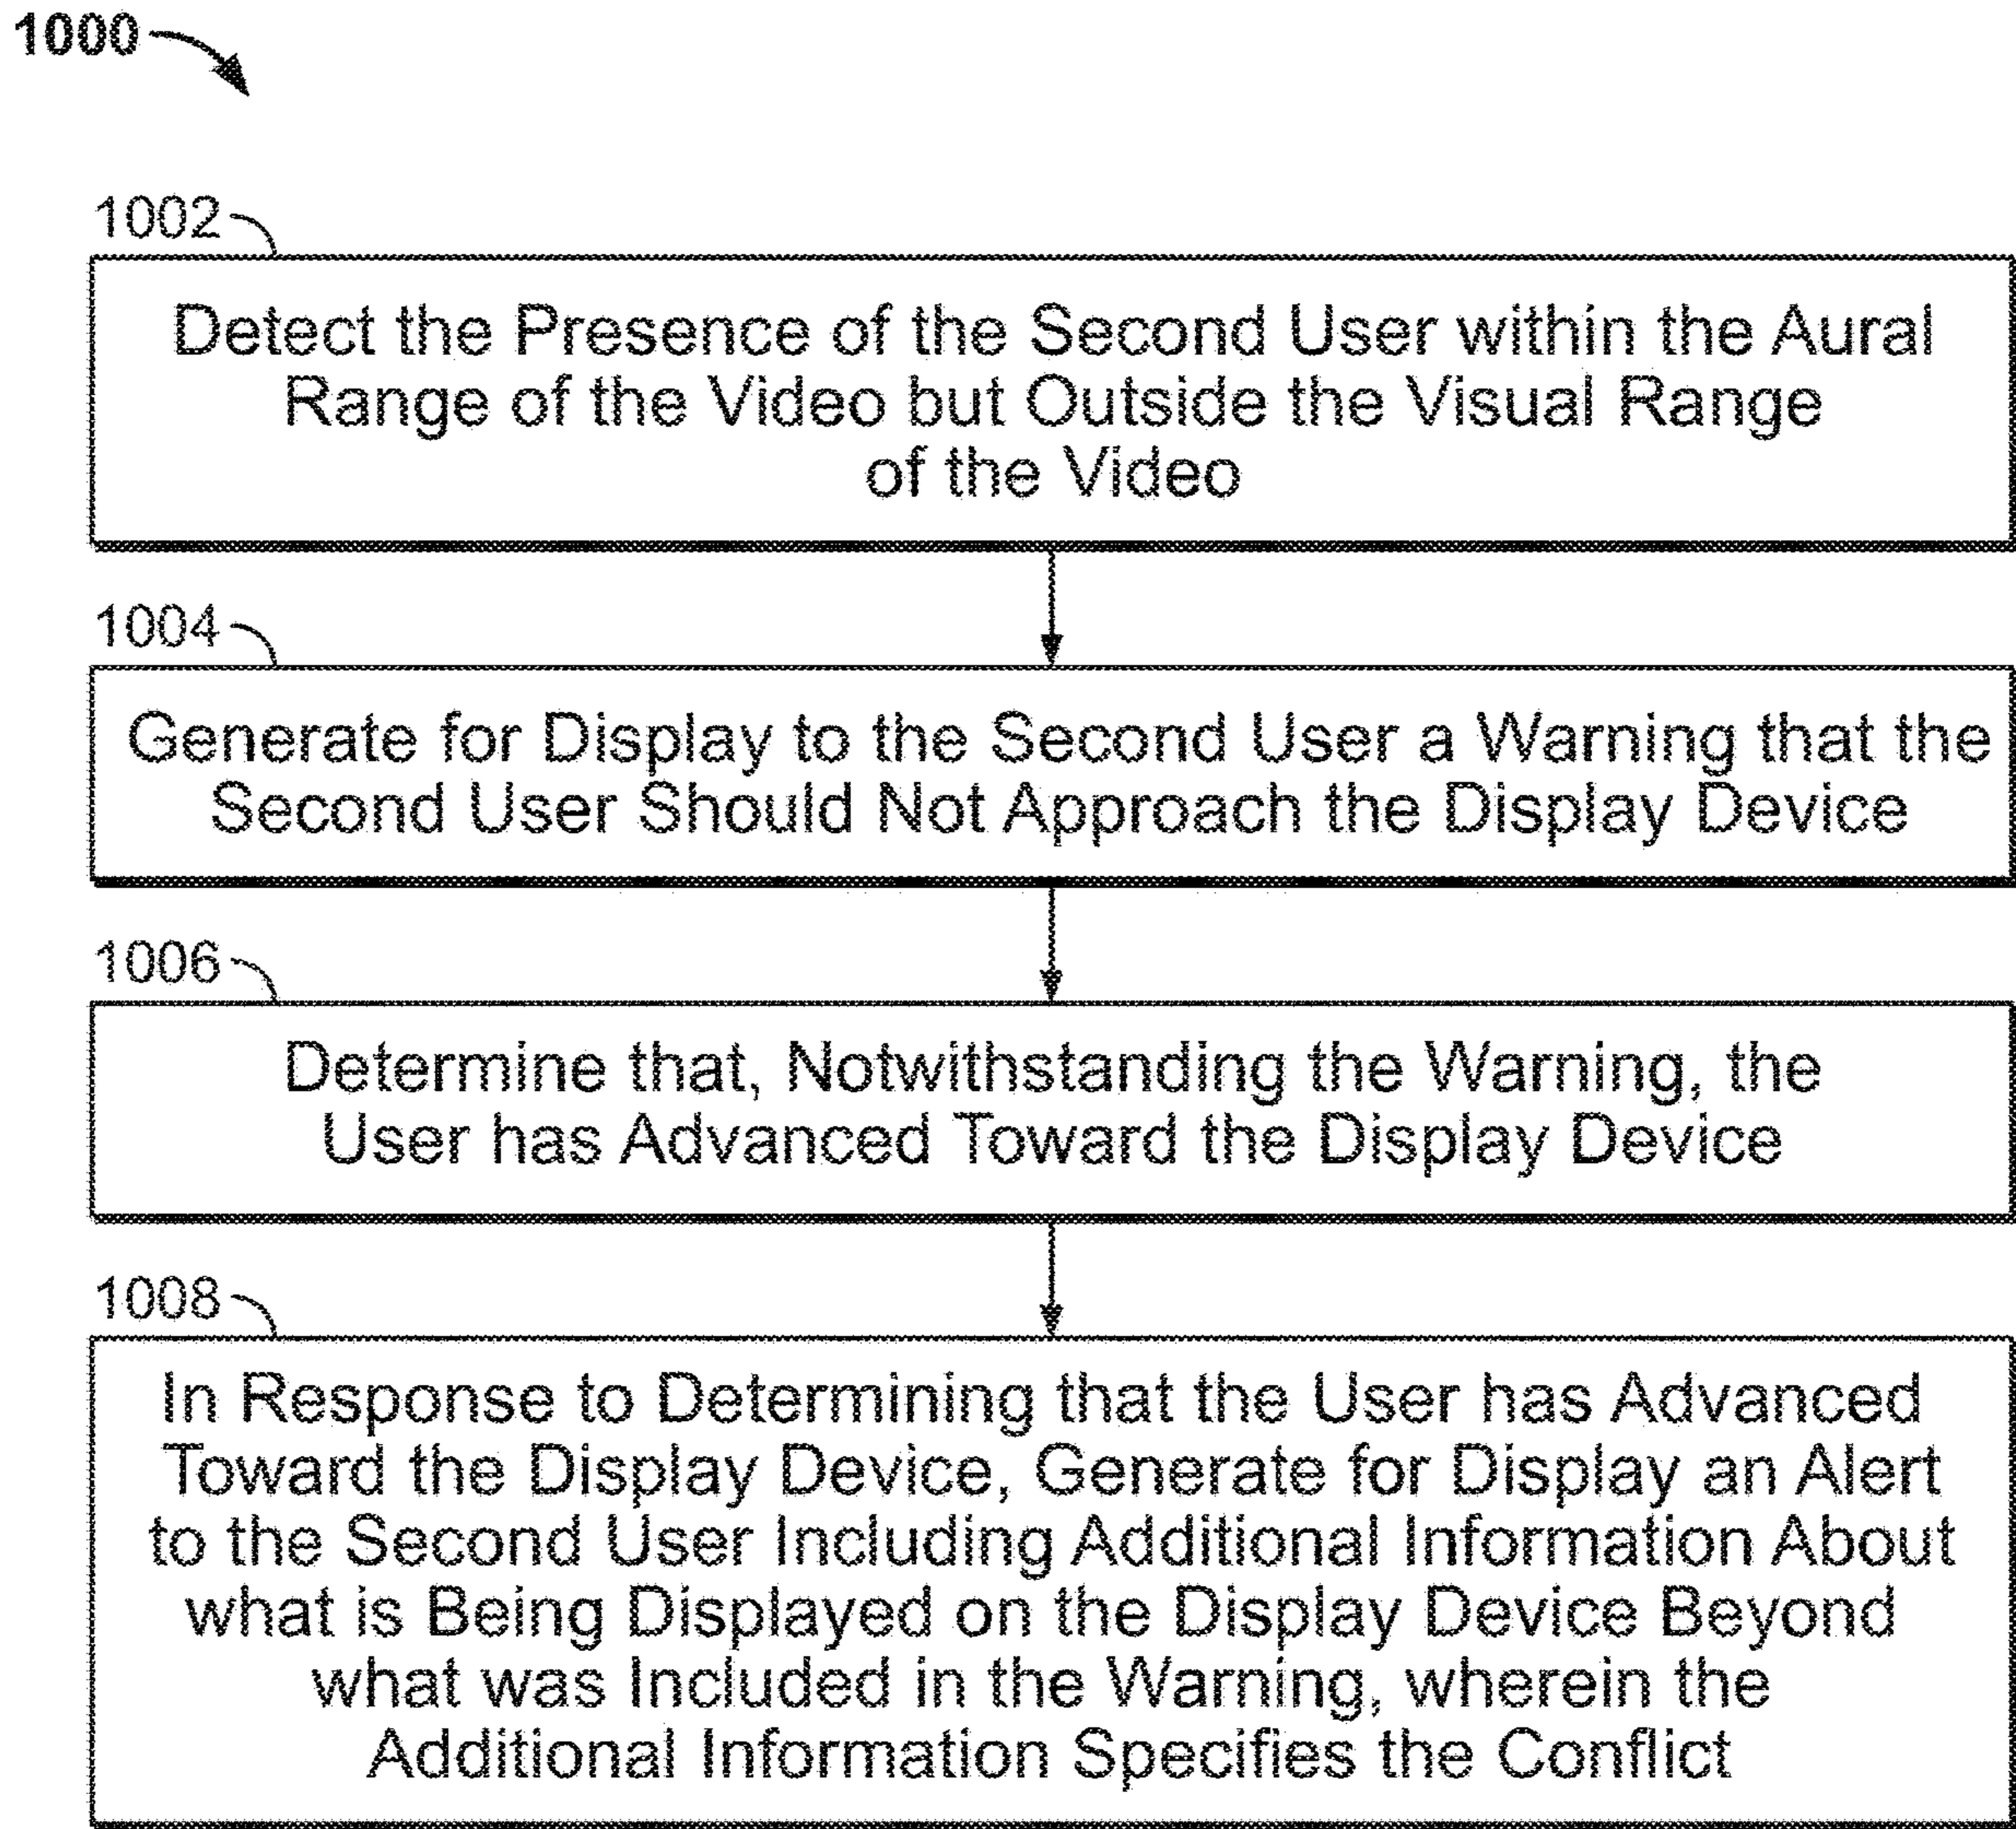 1000
1002
Detect the Presence of the Second User within the Aural
Range of the Video but Outside the Visual Range
of the Video
1004
Generate for Display to the Second User a Warning that the
Second User Should Not Approach the Display Device
1006
Determine that, Notwithstanding the Warning, the
User has Advanced Toward the Display Device
1008
In Response to Determining that the User has Advanced
Toward the Display Device, Generate for Display an Alert
to the Second User Including Additional Information About
what is Being Displayed on the Display Device Beyond
what was Included in the Warning, wherein the
Additional Information Specifies the Conflict